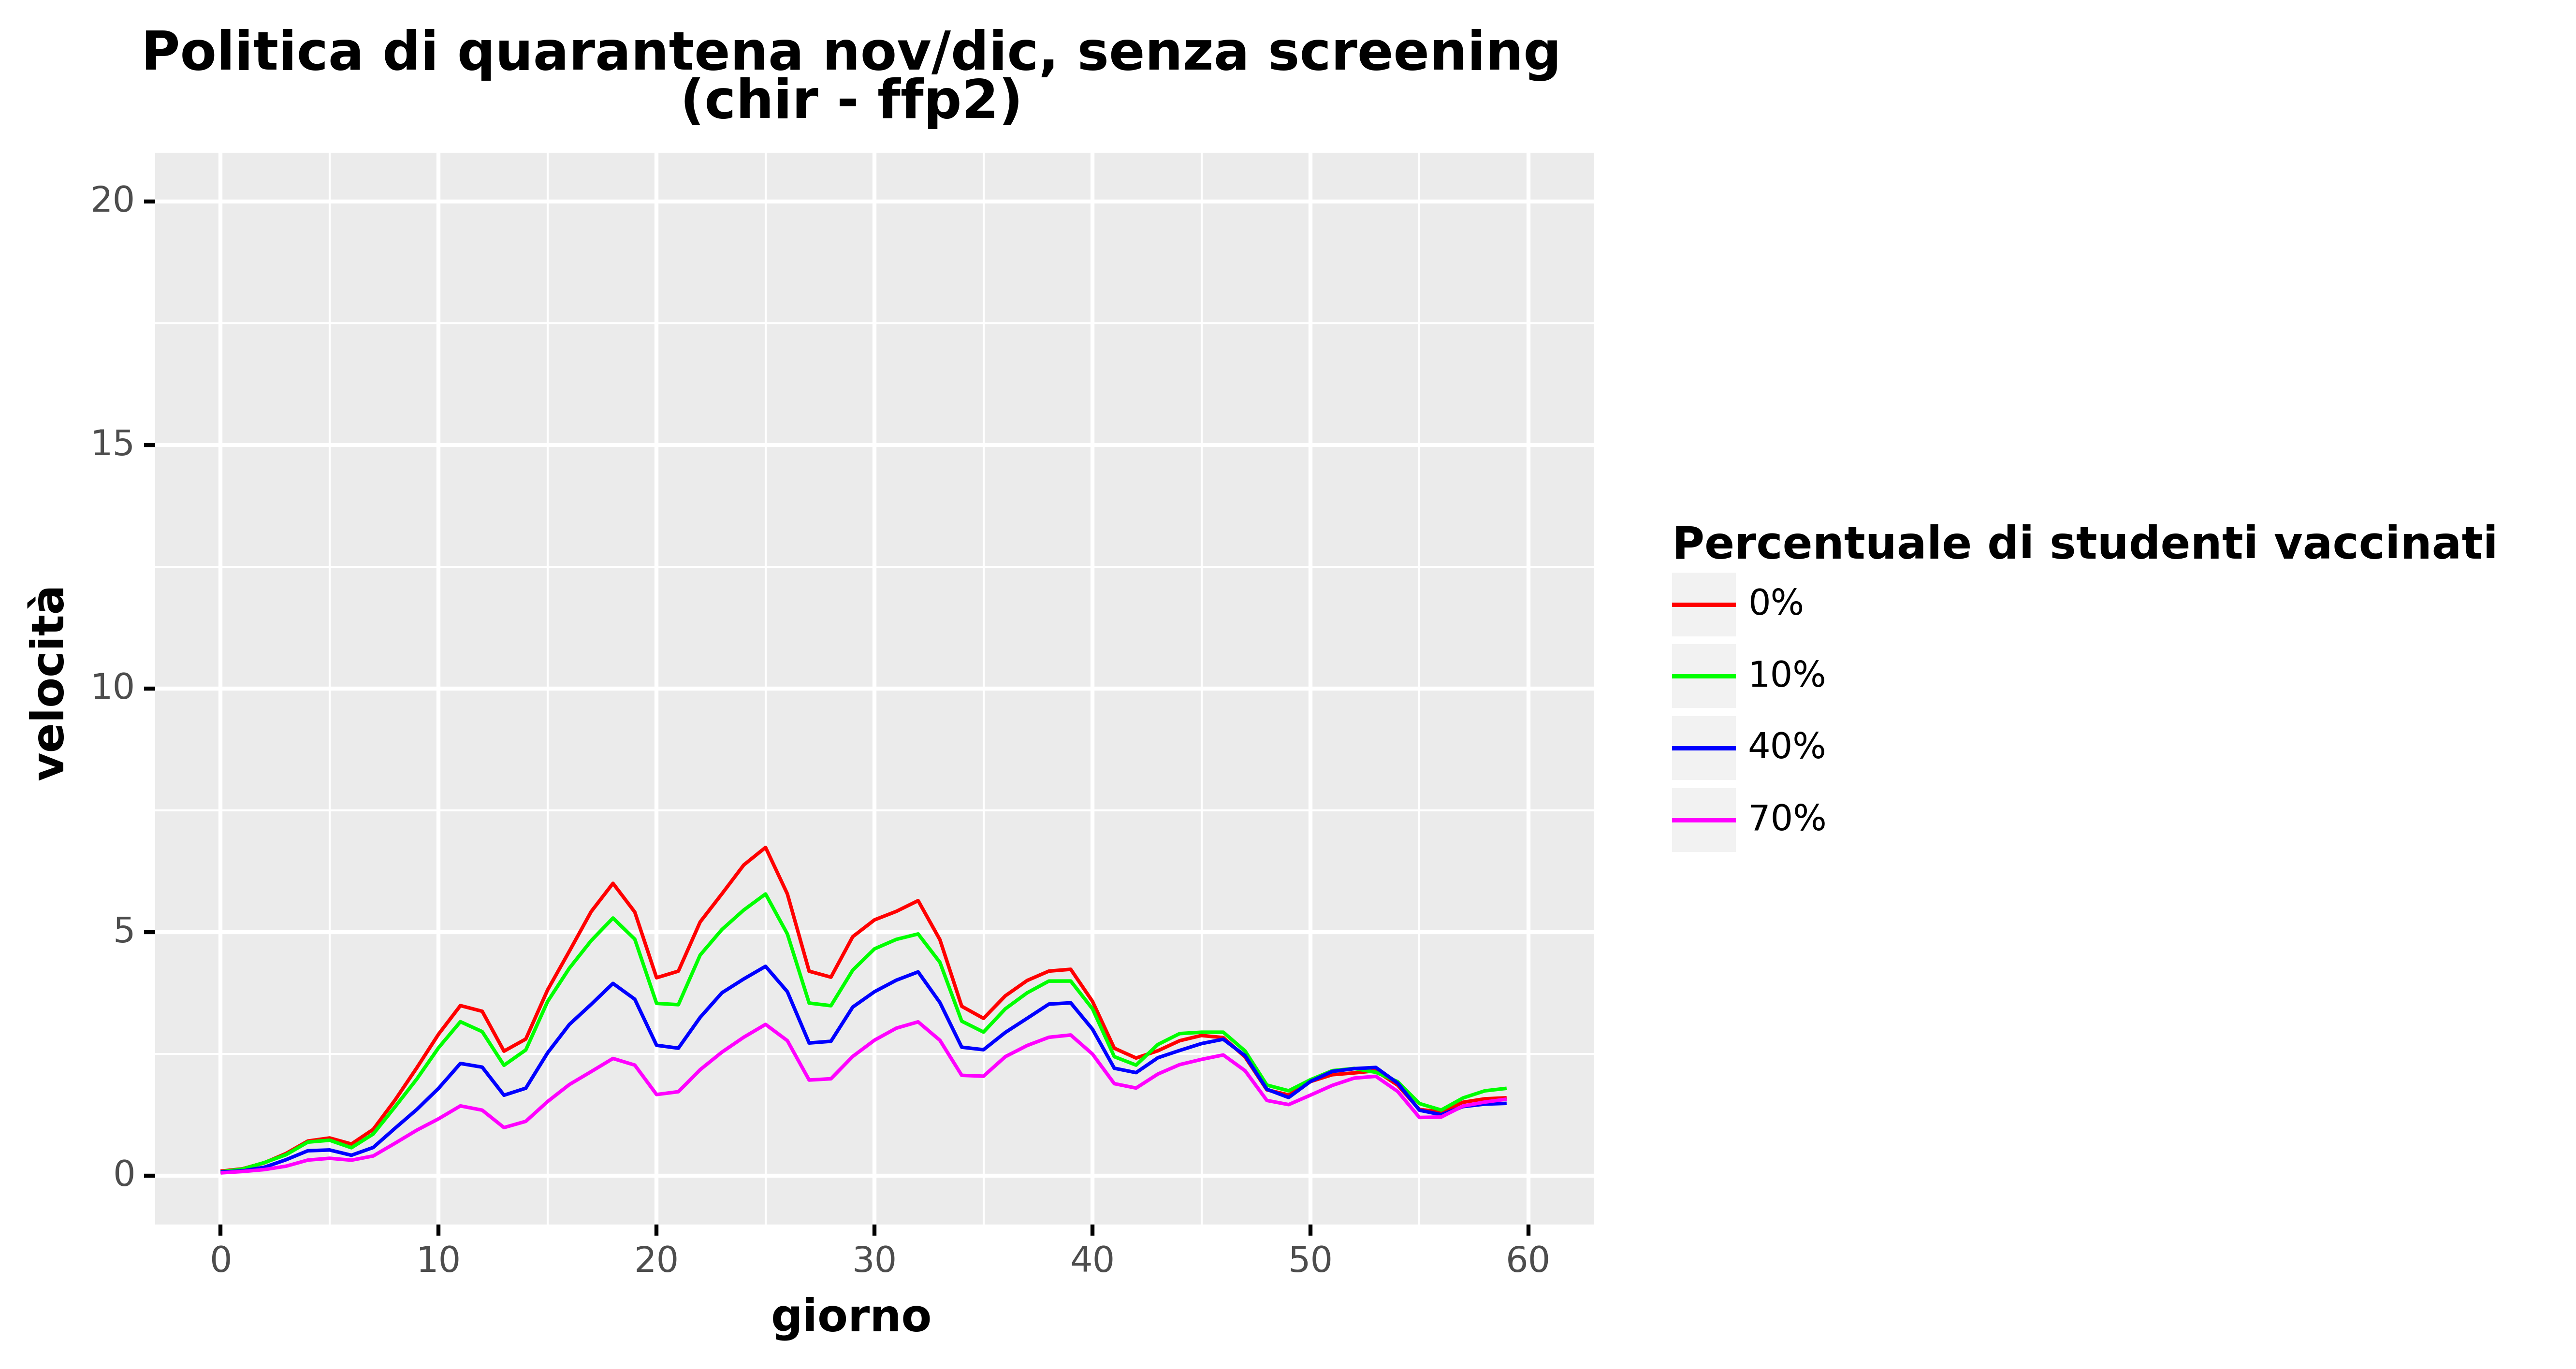 Politica di quarantena nov/dic, senza screening
(chir - ffp2)
20
15
10
5
0
velocità
0 10 20 30 40 50 60
giorno
Percentuale di studenti vaccinati
0%
10%
40%
70%